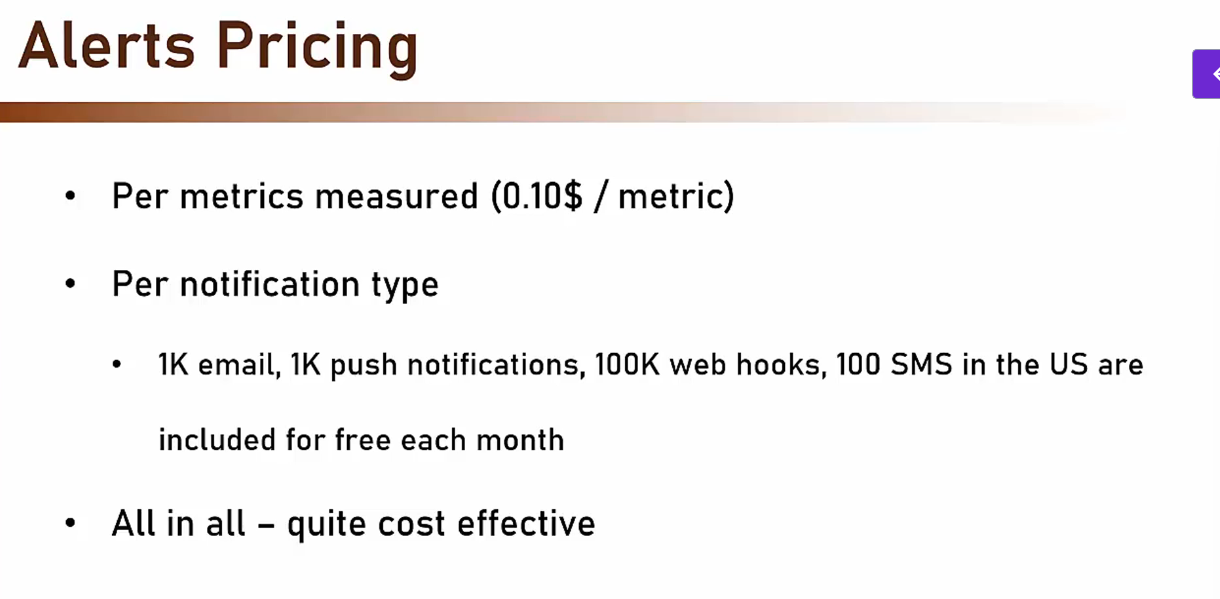 Alerts Pricing
• Per metrics measured (0.10$ / metric)
• Per notification type
• 1K email, 1K push notifications, 100K web hooks, 100 SMS in the US are
included for free each month
• All in all – quite cost effective